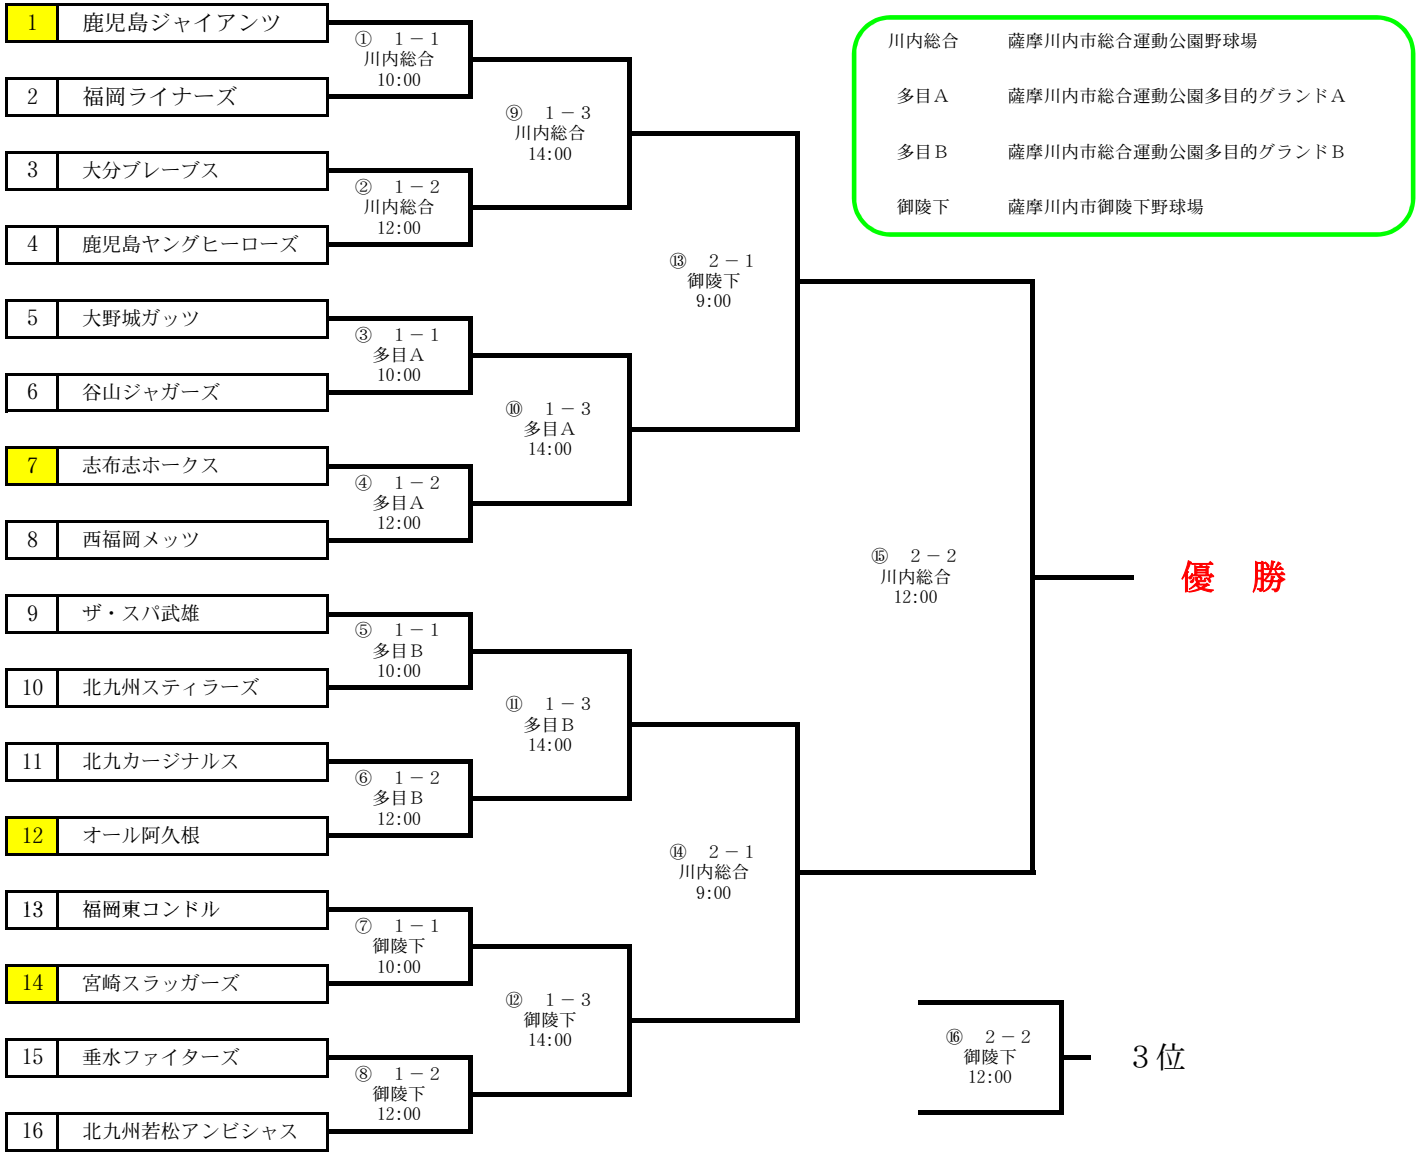 1 鹿児島ジャイアンツ
① １－１
川内総合
10:00
2 福岡ライナーズ
⑨ １－３
川内総合
14:00
3 大分ブレーブス
② １－２
川内総合
12:00
4 鹿児島ヤングヒーローズ
⑬ ２－１
御陵下
9:00
5 大野城ガッツ
③ １－１
多目Ａ
10:00
6 谷山ジャガーズ
⑩ １－３
多目Ａ
14:00
7 志布志ホークス
④ １－２
多目Ａ
12:00
8 西福岡メッツ
⑮ ２－２
川内総合
12:00
優 勝
9 ザ・スパ武雄
⑤ １－１
多目Ｂ
10:00
10 北九州スティラーズ
⑪ １－３
多目Ｂ
14:00
11 北九カージナルス
⑥ １－２
多目Ｂ
12:00
12 オール阿久根
⑭ ２－１
川内総合
9:00
13 福岡東コンドル
⑦ １－１
御陵下
10:00
14 宮崎スラッガーズ
⑫ １－３
御陵下
14:00
15 垂水ファイターズ
⑧ １－２
御陵下
12:00
16 北九州若松アンビシャス
⑯ ２－２
御陵下
12:00
３位
川内総合 薩摩川内市総合運動公園野球場
多目Ａ 薩摩川内市総合運動公園多目的グランドＡ
多目Ｂ 薩摩川内市総合運動公園多目的グランドＢ
御陵下 薩摩川内市御陵下野球場